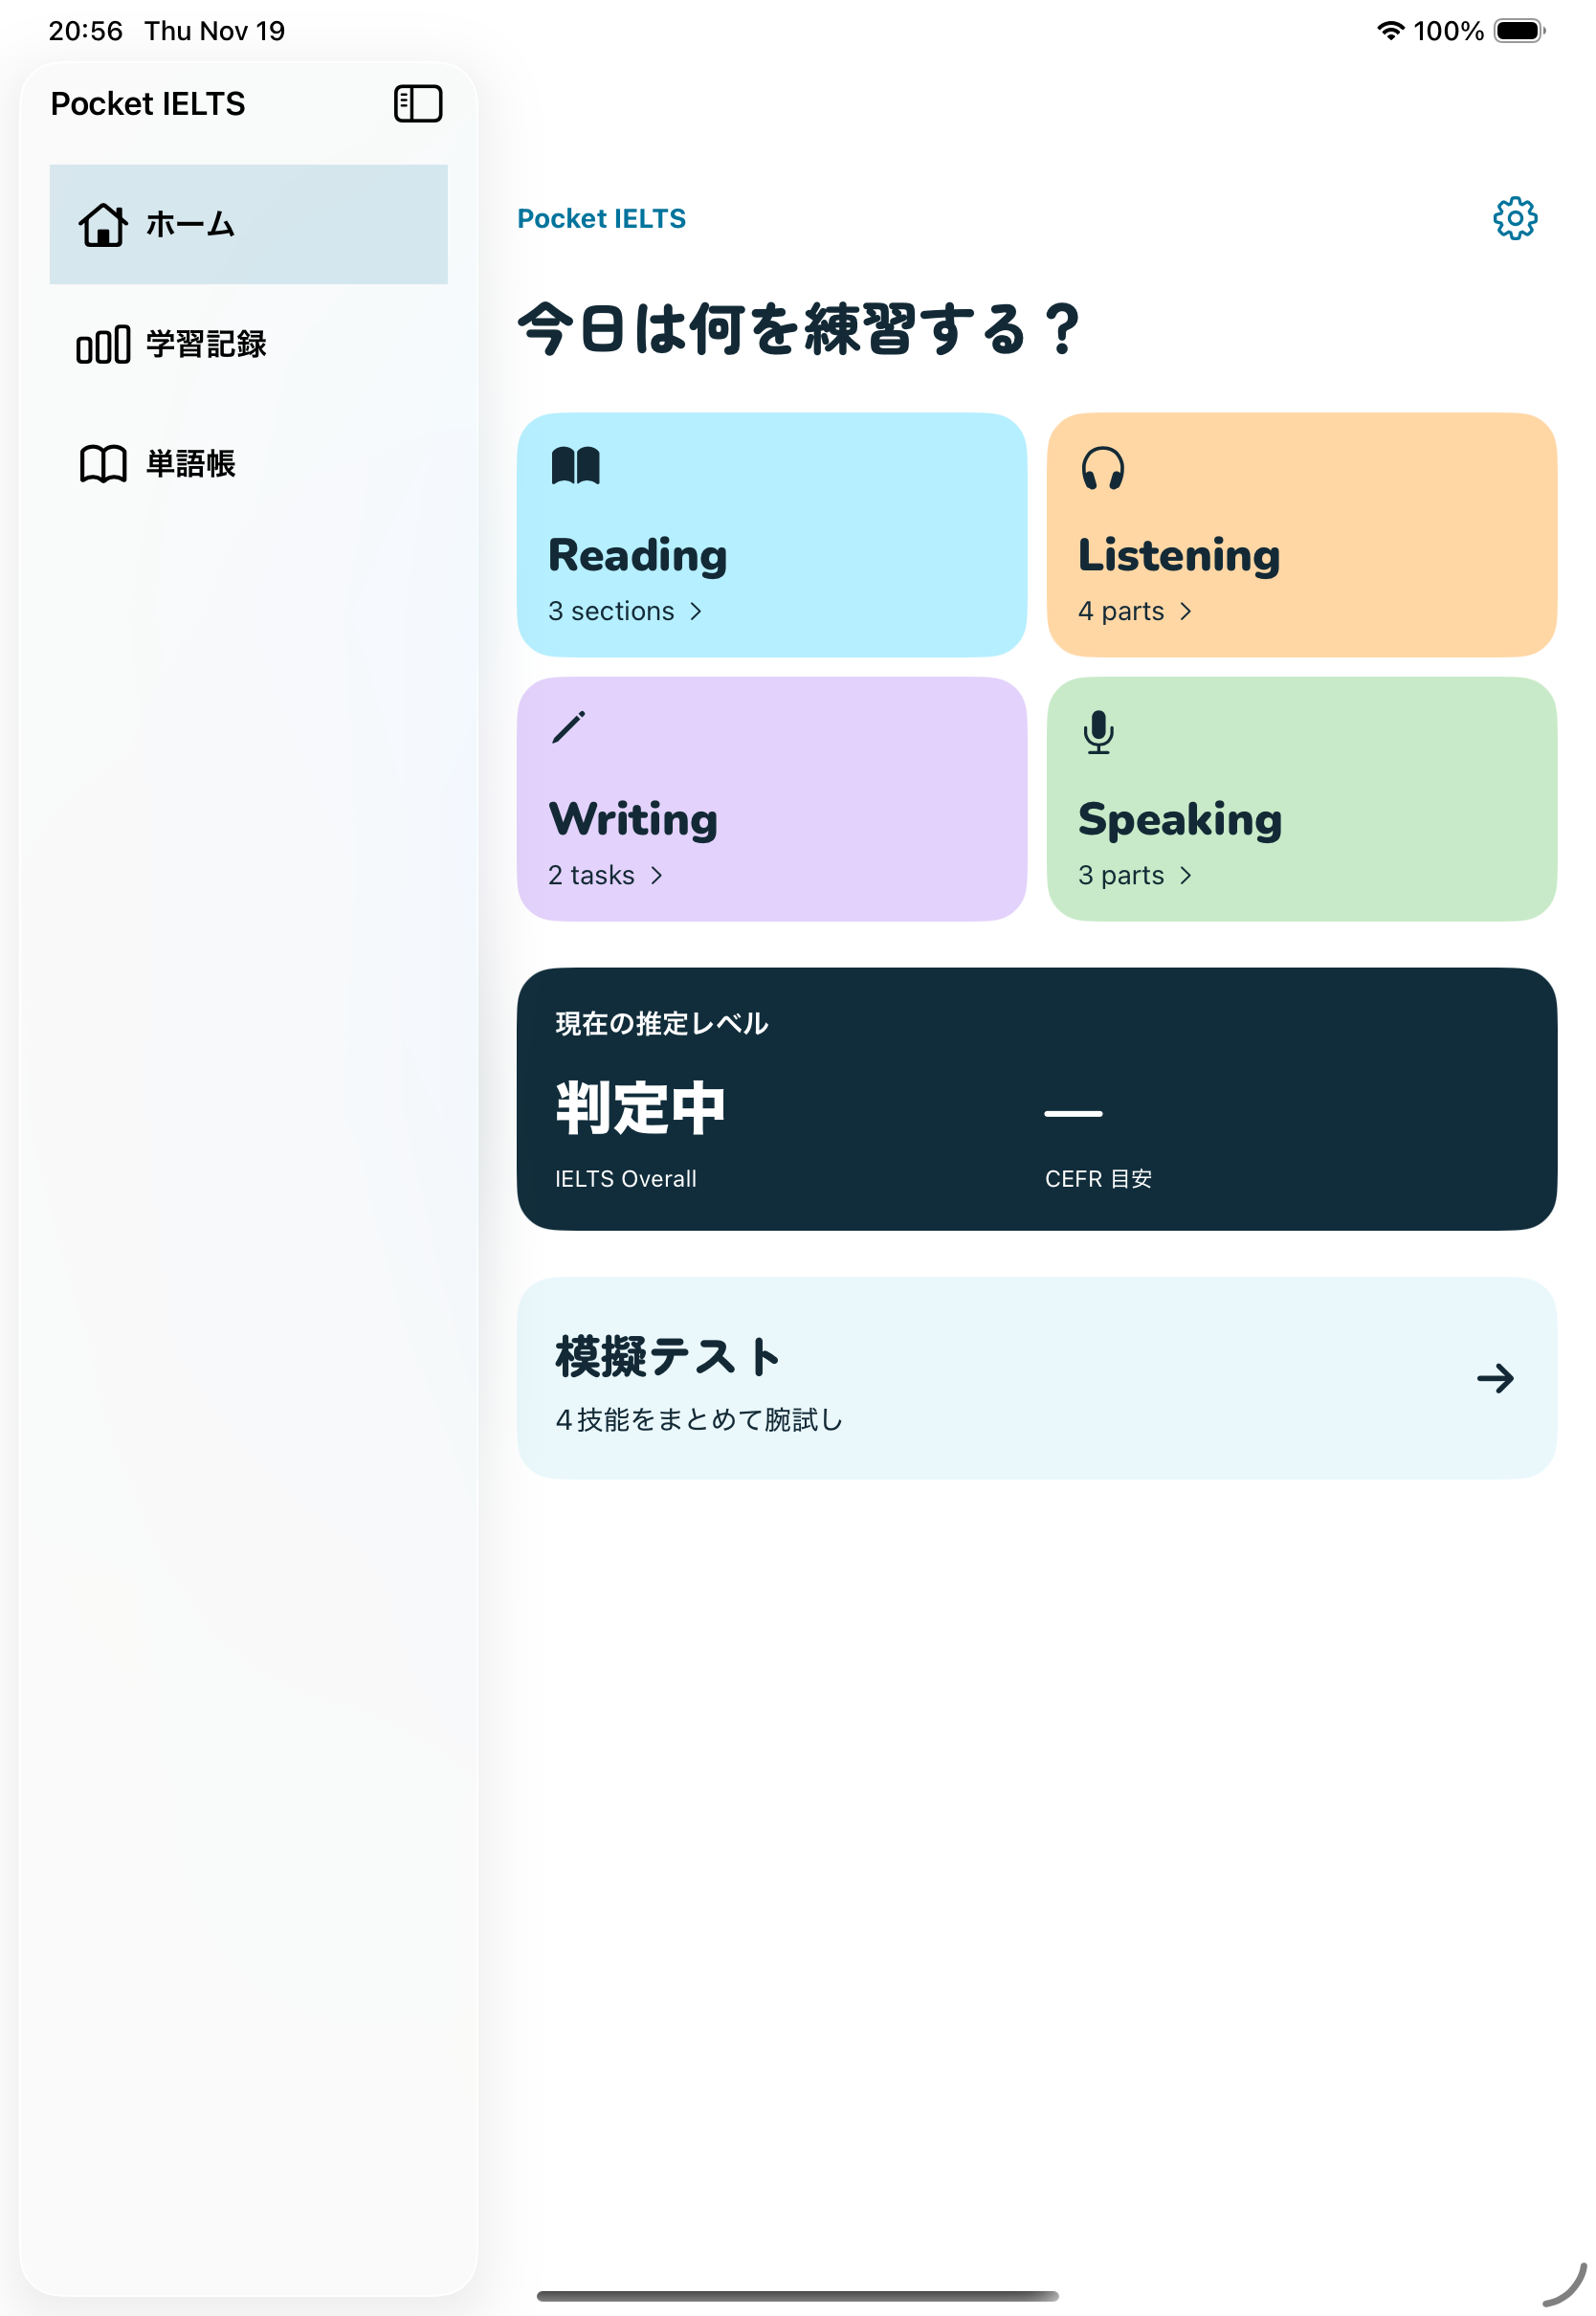 20:56 Thu Nov 19
100%
Pocket IELTS
ホーム
学習記録
単語帳
Pocket IELTS
今日は何を練習する？
Reading
3 sections
Listening
4 parts
Writing
2 tasks
Speaking
3 parts
現在の推定レベル
判定中
—
IELTS Overall
CEFR 目安
模擬テスト
4技能をまとめて腕試し